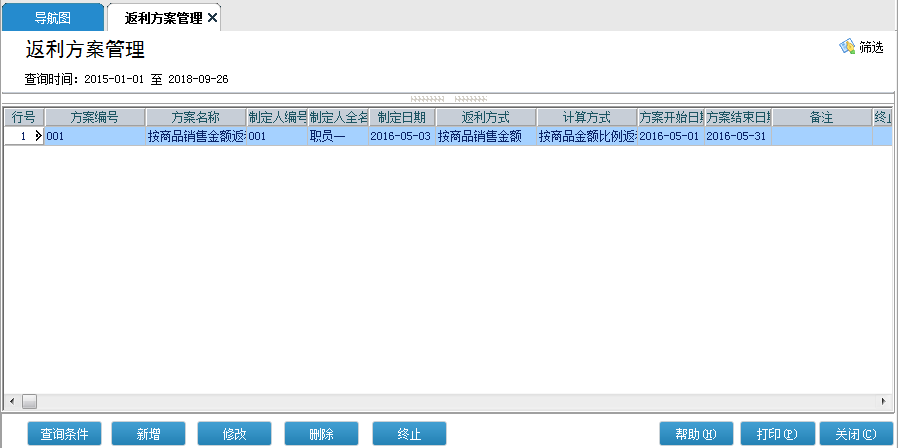 导航图 返利方案管理
返利方案管理
筛选
查询时间：2015-01-01 至 2018-09-26
行号 方案编号 方案名称 制定人编号 制定人全名 制定日期 返利方式 计算方式 方案开始日期 方案结束日期 备注 终止
1 001 按商品销售金额返 001 职员一 2016-05-03 按商品销售金额 按商品金额比例返 2016-05-01 2016-05-31
查询条件 新增 修改 删除 终止 帮助(H) 打印(P) 关闭(C)